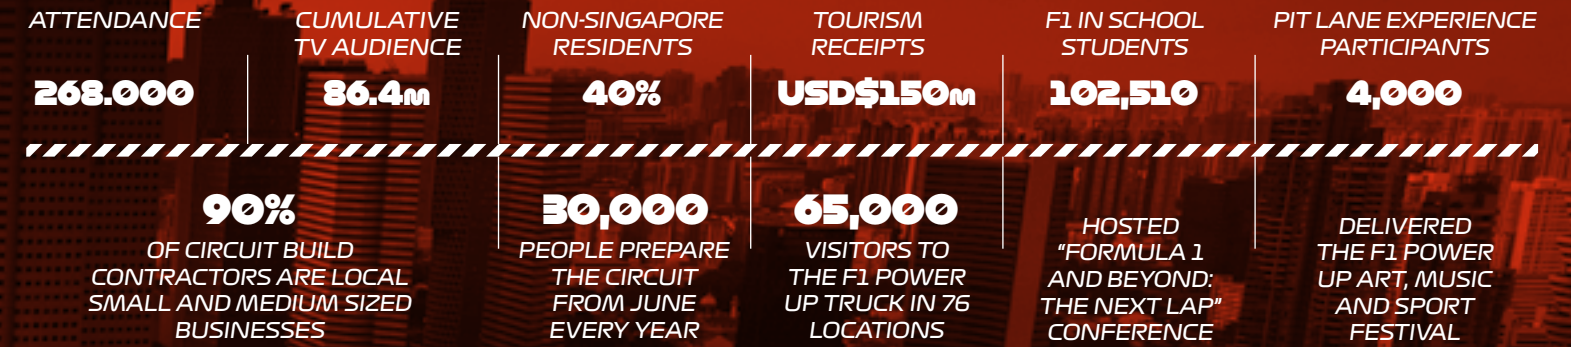 ATTENDANCE
268.000
CUMULATIVE
TV AUDIENCE
86.4M
NON-SINGAPORE
RESIDENTS
40%
TOURISM
RECEIPTS
USD$150M
F1 IN SCHOOL
STUDENTS
102,510
PIT LANE EXPERIENCE
PARTICIPANTS
4,000
90%
OF CIRCUIT BUILD
CONTRACTORS ARE LOCAL
SMALL AND MEDIUM SIZED
BUSINESSES
30,000
PEOPLE PREPARE
THE CIRCUIT
FROM JUNE
EVERY YEAR
65,000
VISITORS TO
THE F1 POWER
UP TRUCK IN 76
LOCATIONS
HOSTED
"FORMULA 1
AND BEYOND:
THE NEXT LAP"
CONFERENCE
DELIVERED
THE F1 POWER
UP ART, MUSIC
AND SPORT
FESTIVAL